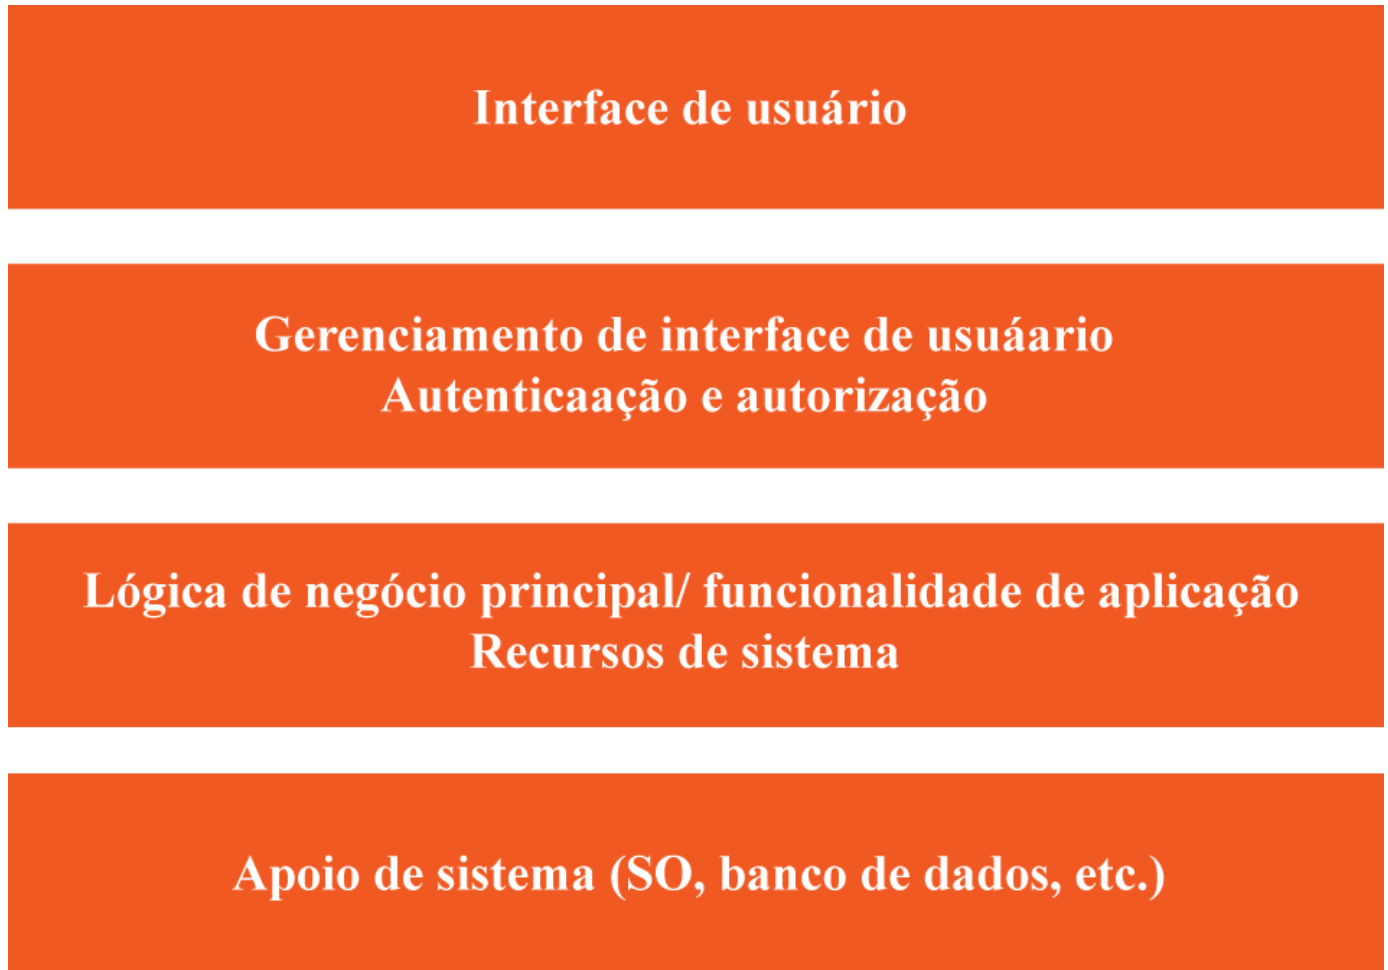 Interface de usuário
Gerenciamento de interface de usuáario
Autenticaação e autorização
Lógica de negócio principal/ funcionalidade de aplicação
Recursos de sistema
Apoio de sistema (SO, banco de dados, etc.)